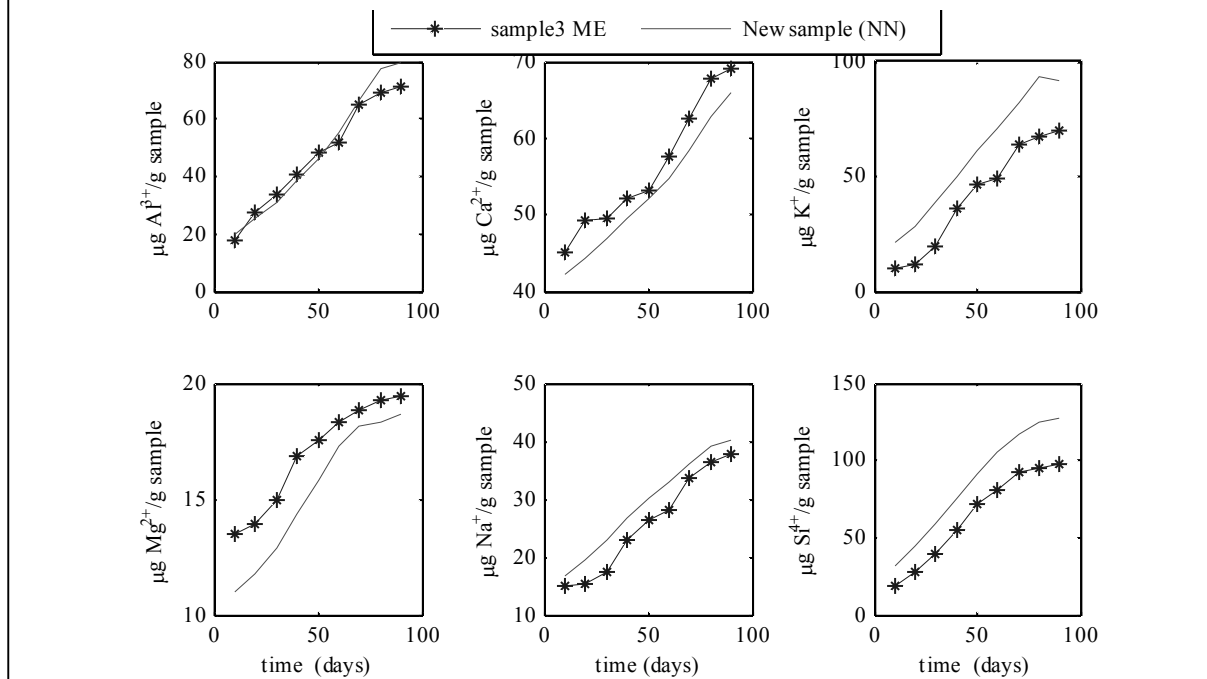 sample3 ME New sample (NN)
80
60
40
20
0
µg Al³⁺/g sample
0 50 100
70
60
50
40
µg Ca²⁺/g sample
0 50 100
100
50
0
µg K⁺/g sample
0 50 100
20
15
10
µg Mg²⁺/g sample
0 50 100
time (days)
50
40
30
20
10
µg Na⁺/g sample
0 50 100
time (days)
150
100
50
0
µg Si⁴⁺/g sample
0 50 100
time (days)